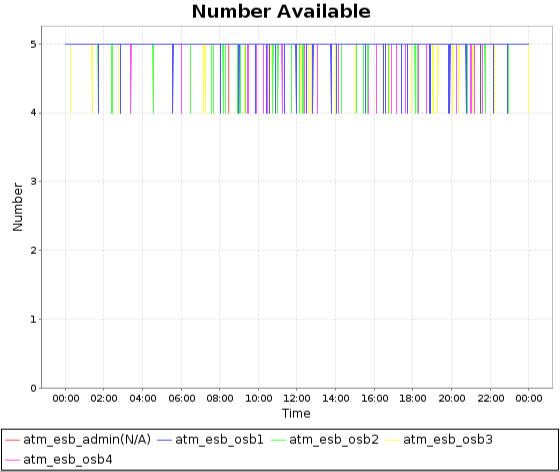 Number Available
5
4
3
2
1
0
Number
00:00 02:00 04:00 06:00 08:00 10:00 12:00 14:00 16:00 18:00 20:00 22:00 00:00
Time
atm_esb_admin(N/A) atm_esb_osb1 atm_esb_osb2 atm_esb_osb3
atm_esb_osb4